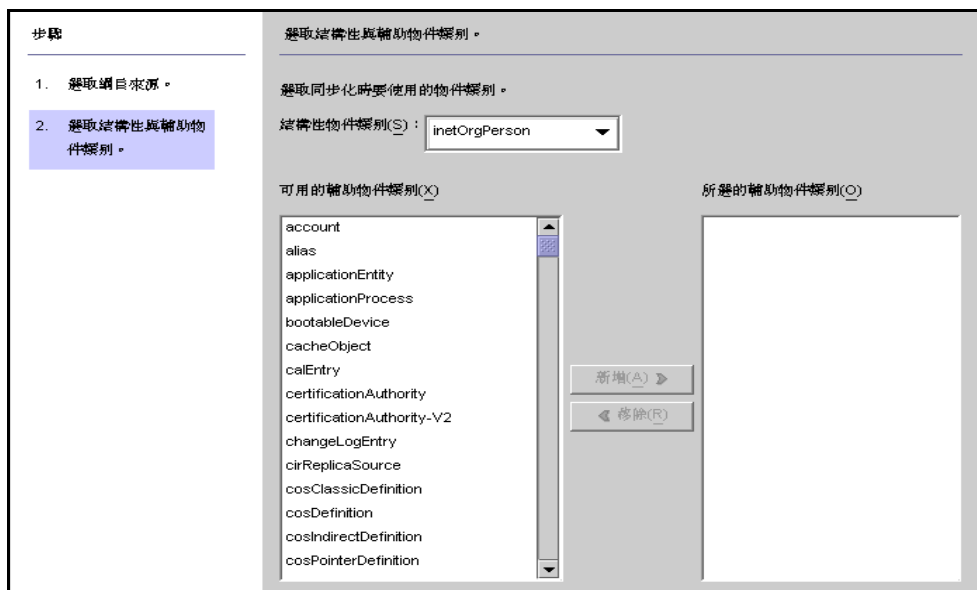 步驟
1. 選取綱目來源。
2. 選取結構性與輔助物
件類別。
選取結構性與輔助物件類別。
選取同步化時要使用的物件類別。
結構性物件類別(S)：inetOrgPerson
可用的輔助物件類別(X)
account
alias
applicationEntity
applicationProcess
bootableDevice
cacheObject
calEntry
certificationAuthority
certificationAuthority-V2
changeLogEntry
cirReplicaSource
cosClassicDefinition
cosDefinition
cosIndirectDefinition
cosPointerDefinition
新增(A)
移除(R)
所選的輔助物件類別(O)